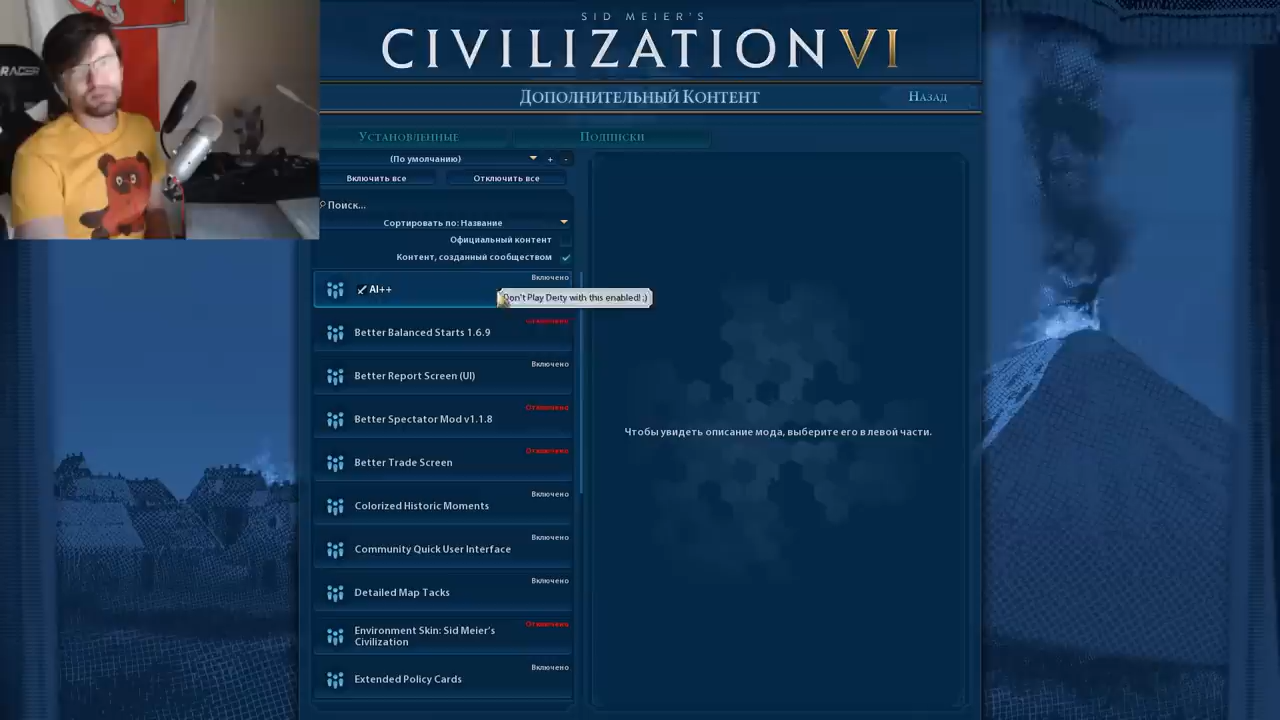 SID MEIER'S
CIVILIZATION VI
Дополнительный Контент
Назад
Установленные
Подписки
(По умолчанию)
+
-
Включить все
Отключить все
Поиск...
Сортировать по: Название
Официальный контент
Контент, созданный сообществом
AI++
Включено
Don't Play Deity with this enabled! ;)
Better Balanced Starts 1.6.9
Отключено
Better Report Screen (UI)
Включено
Better Spectator Mod v1.1.8
Отключено
Better Trade Screen
Отключено
Colorized Historic Moments
Включено
Community Quick User Interface
Включено
Detailed Map Tacks
Включено
Environment Skin: Sid Meier's
Civilization
Отключено
Extended Policy Cards
Включено
Чтобы увидеть описание мода, выберите его в левой части.